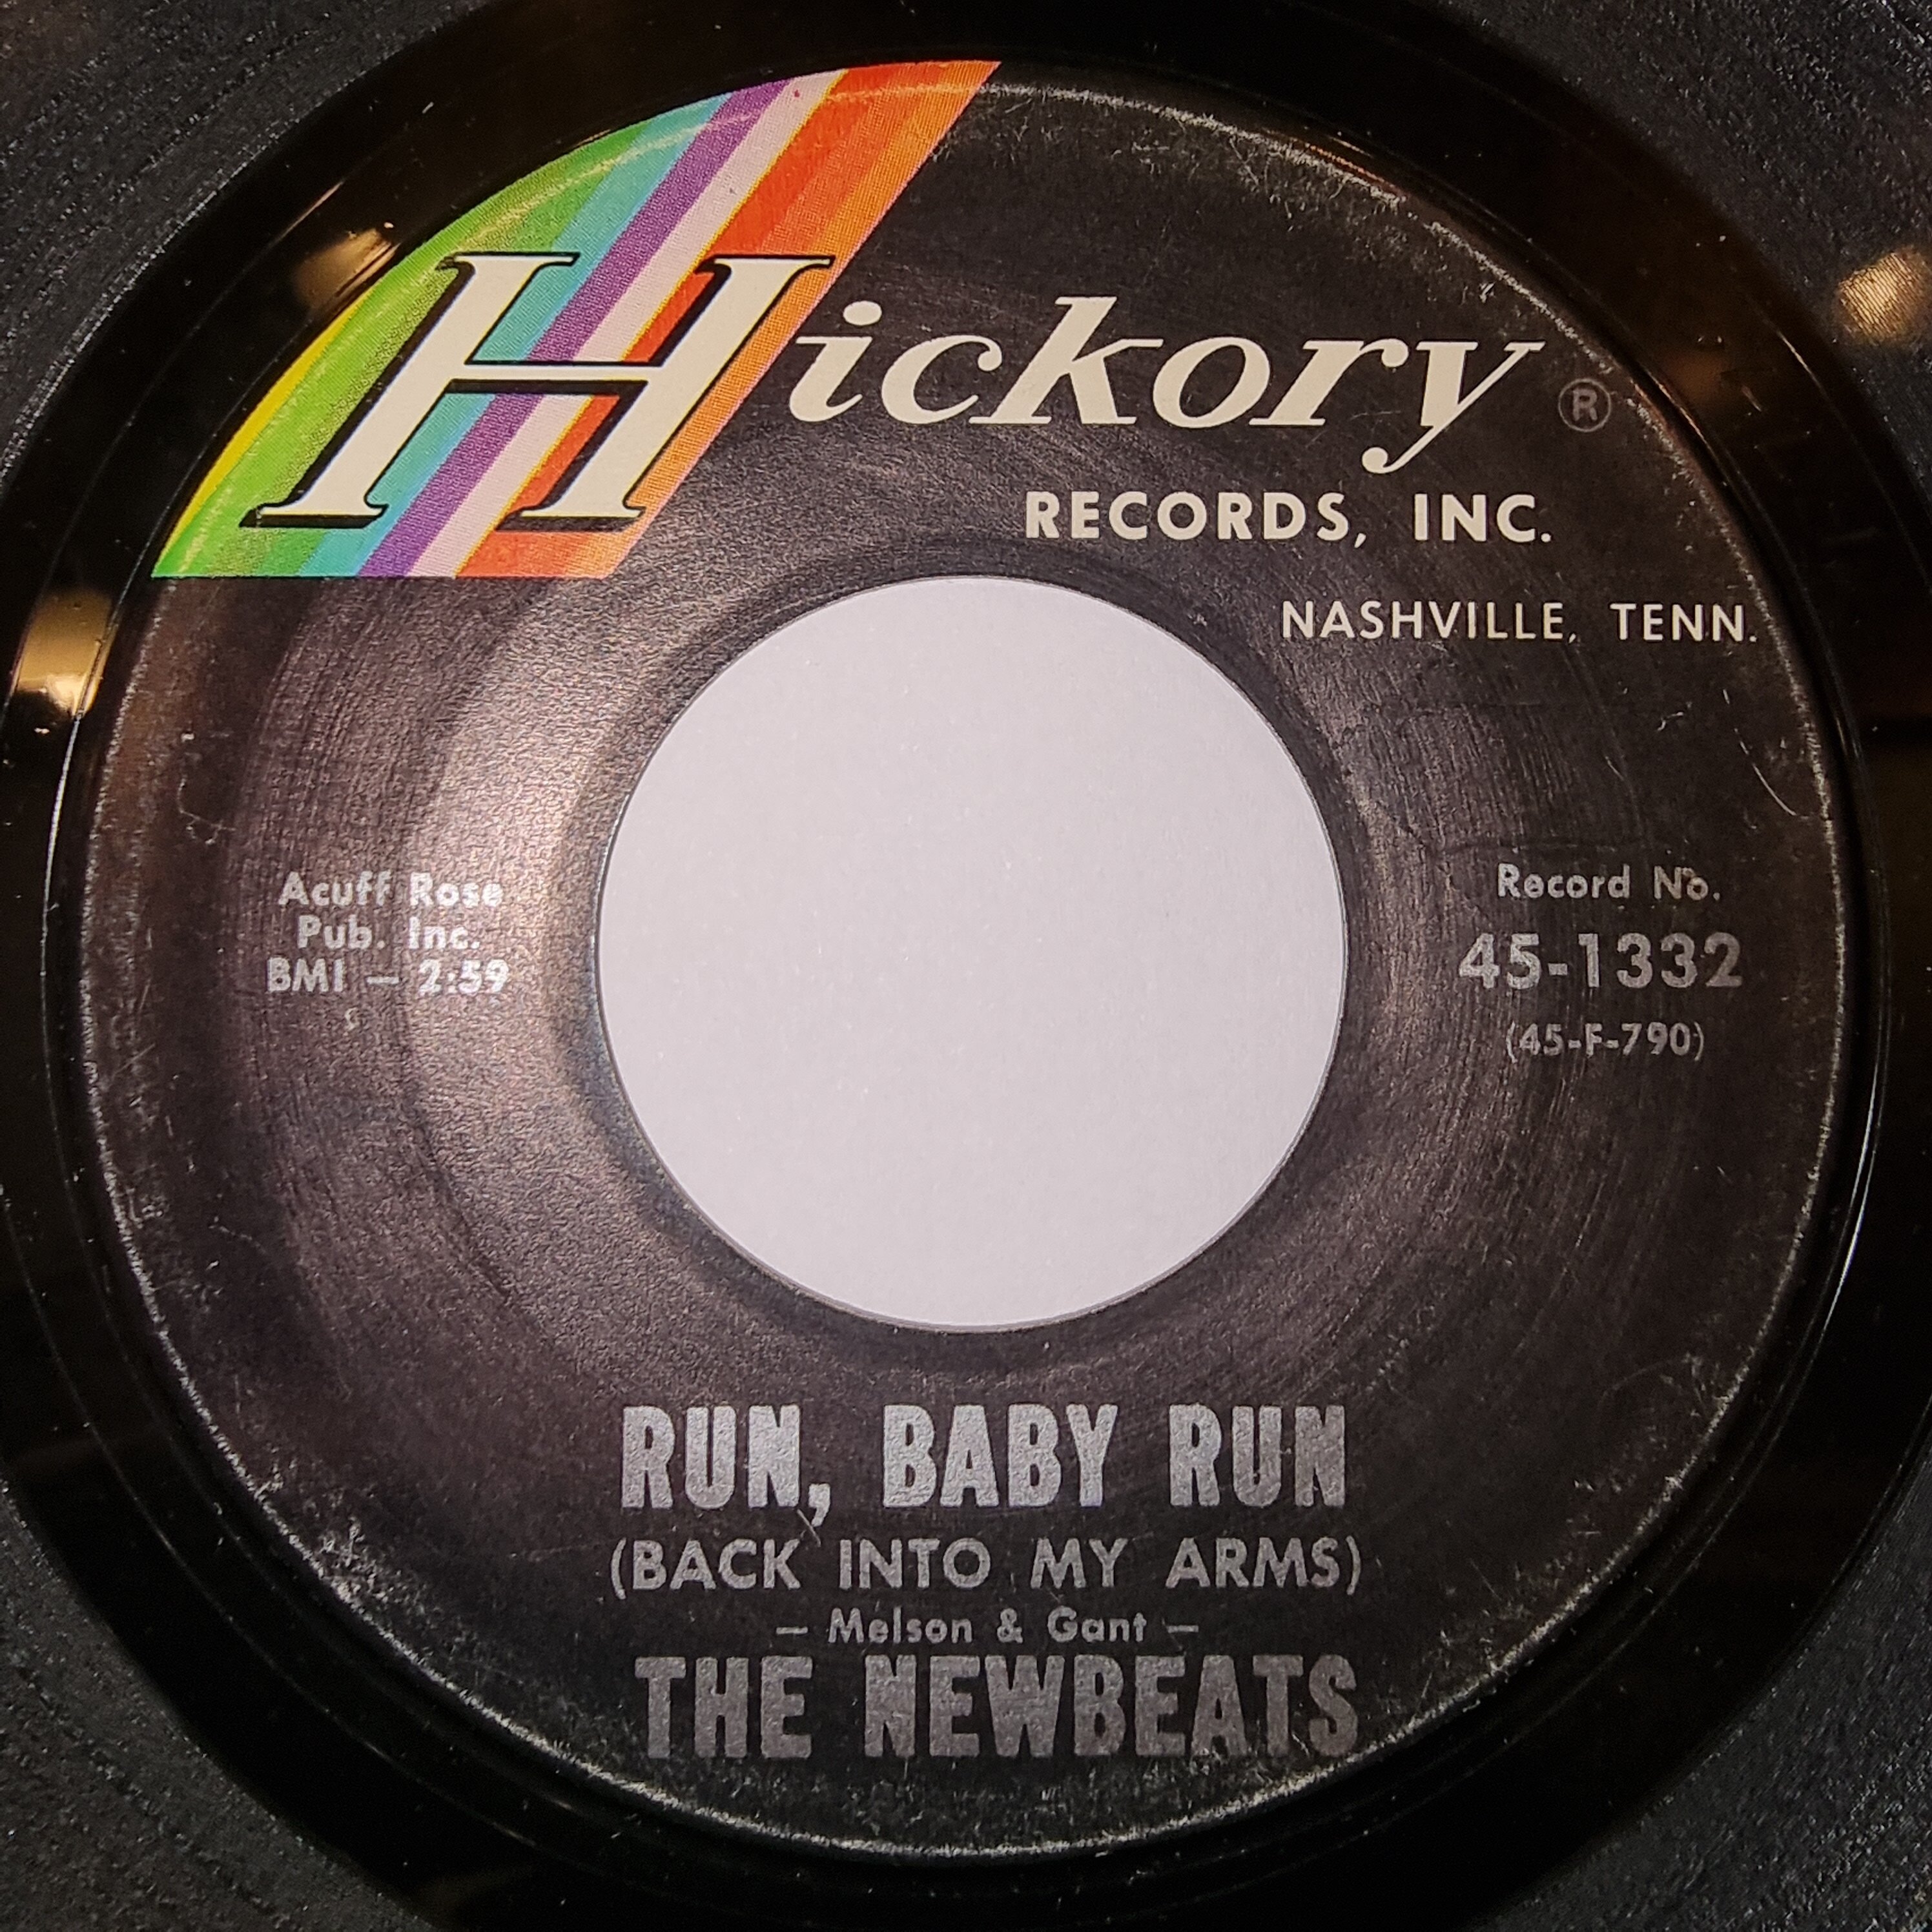 Hickory ®
RECORDS, INC.
NASHVILLE, TENN.
Acuff Rose
Pub. Inc.
BMI — 2:59
Record No.
45-1332
(45-F-790)
RUN, BABY RUN
(BACK INTO MY ARMS)
— Melson & Gant —
THE NEWBEATS